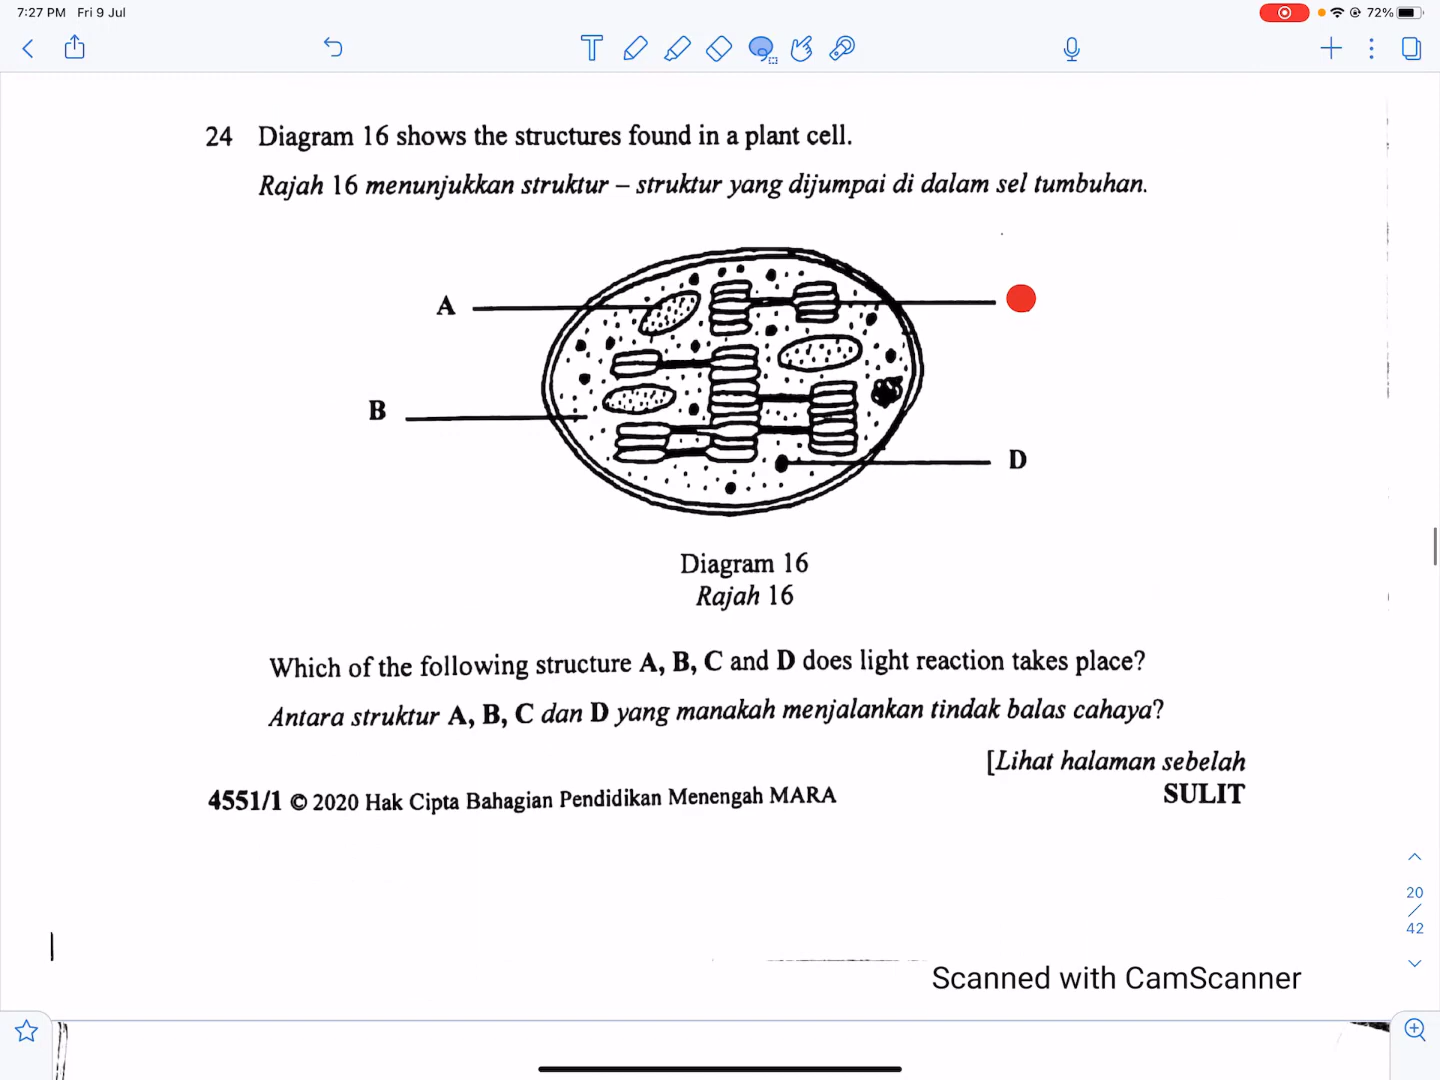 7:27 PM Fri 9 Jul
72%
T
24 Diagram 16 shows the structures found in a plant cell.
Rajah 16 menunjukkan struktur – struktur yang dijumpai di dalam sel tumbuhan.
A
B
D
Diagram 16
Rajah 16
Which of the following structure A, B, C and D does light reaction takes place?
Antara struktur A, B, C dan D yang manakah menjalankan tindak balas cahaya?
[Lihat halaman sebelah
4551/1 © 2020 Hak Cipta Bahagian Pendidikan Menengah MARA
SULIT
20
/
42
Scanned with CamScanner